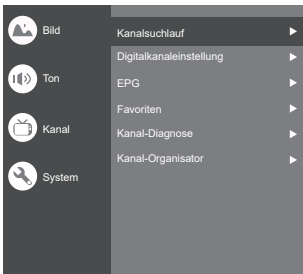 Bild
Ton
Kanal
System
Kanalsuchlauf
Digitalkanaleinstellung
EPG
Favoriten
Kanal-Diagnose
Kanal-Organisator